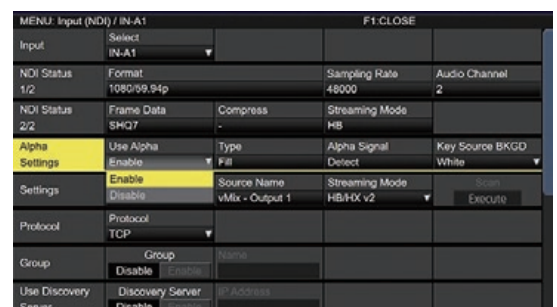 MENU: Input (NDI) / IN-A1 F1:CLOSE
Input Select
IN-A1
NDI Status Format Sampling Rate Audio Channel
1/2 1080/59.94p 48000 2
NDI Status Frame Data Compress Streaming Mode
2/2 SHQ7 - HB
Alpha Use Alpha Type Alpha Signal Key Source BKGD
Settings Enable Fill Detect White
Enable
Disable
Settings Source Name Streaming Mode Scan
vMix - Output 1 HB/HX v2 Execute
Protocol Protocol
TCP
Group Group Name
Disable Enable
Use Discovery Discovery Server IP Address
Server Disable Enable